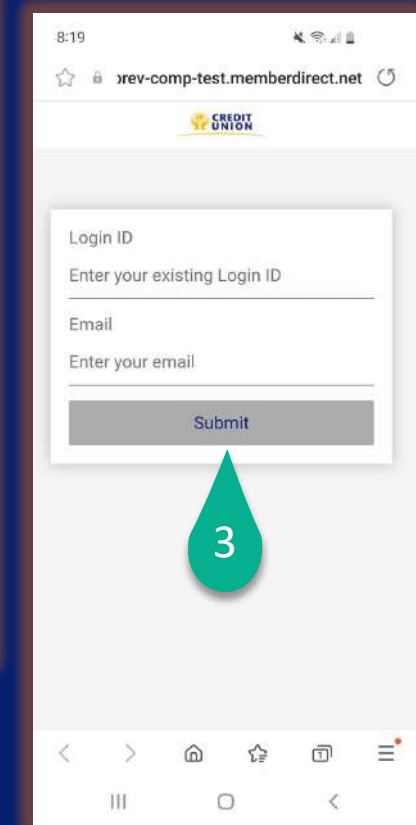 8:19
prev-comp-test.memberdirect.net
CREDIT
UNION
Login ID
Enter your existing Login ID
Email
Enter your email
Submit
3
1